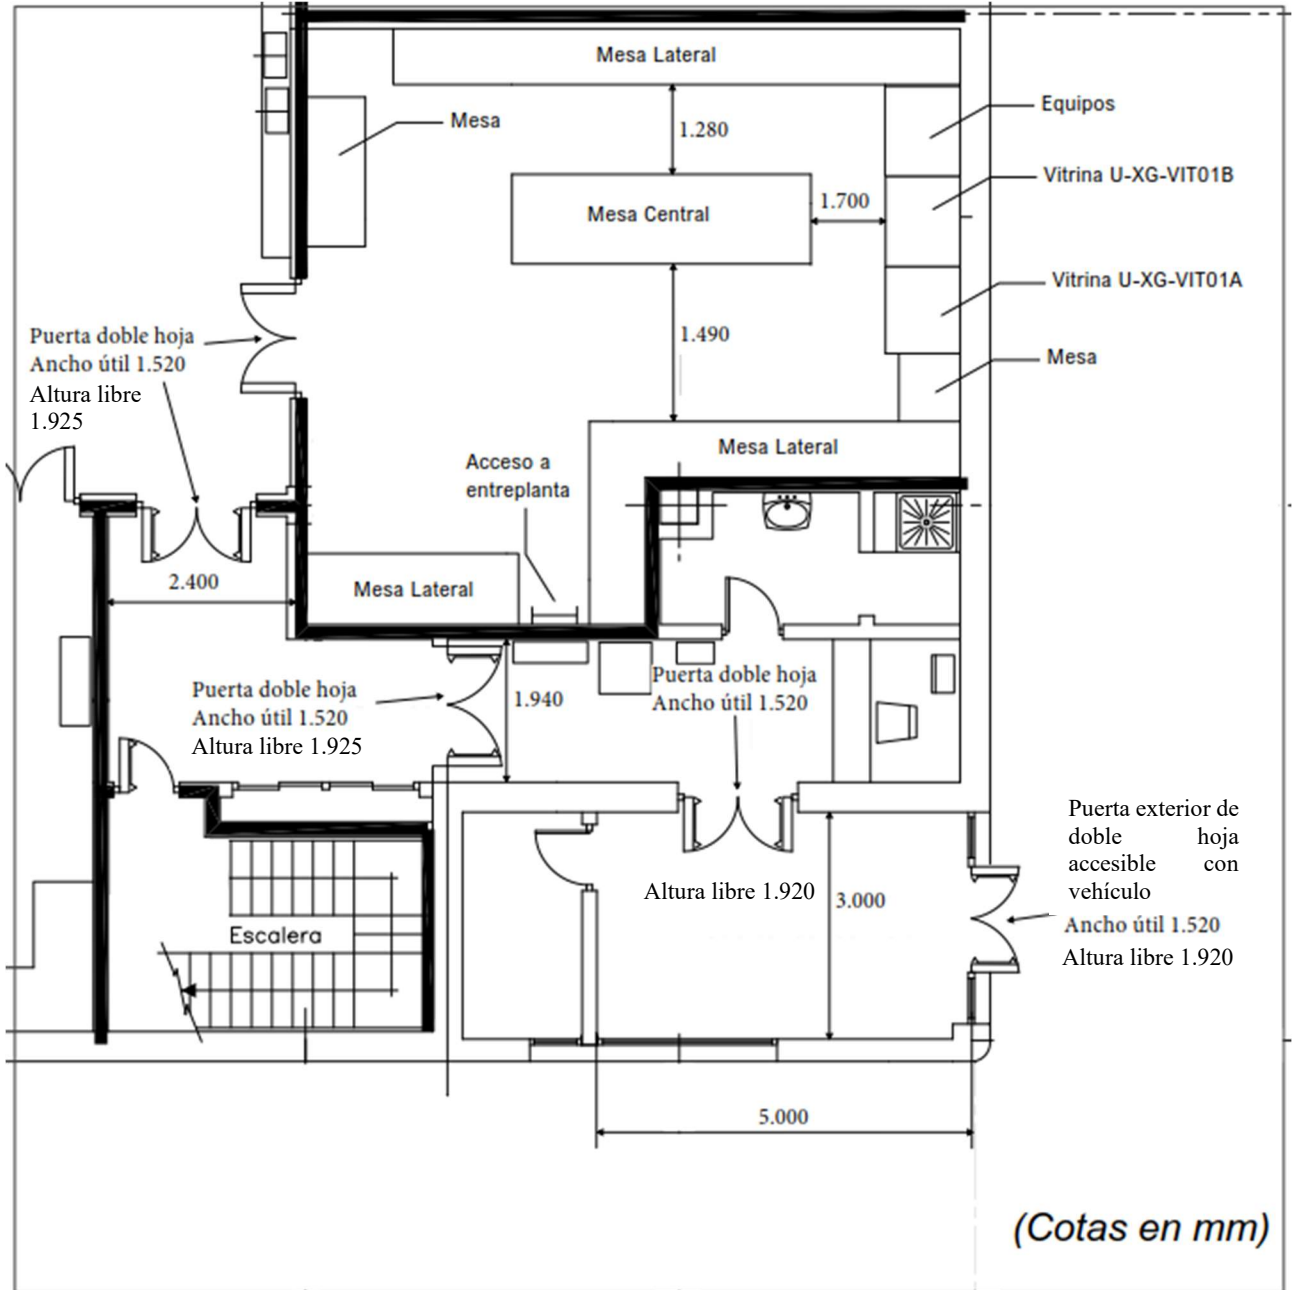 Mesa Lateral
Equipos
Mesa
1.280
Vitrina U-XG-VIT01B
1.700
Mesa Central
Vitrina U-XG-VIT01A
Puerta doble hoja
Ancho útil 1.520
Altura libre
1.925
1.490
Mesa
Mesa Lateral
Acceso a
entreplanta
2.400
Mesa Lateral
Puerta doble hoja
Ancho útil 1.520
Altura libre 1.925
1.940
Puerta doble hoja
Ancho útil 1.520
Puerta exterior de
doble hoja
accesible con
vehículo
Ancho útil 1.520
Altura libre 1.920
Altura libre 1.920
3.000
Escalera
5.000
(Cotas en mm)